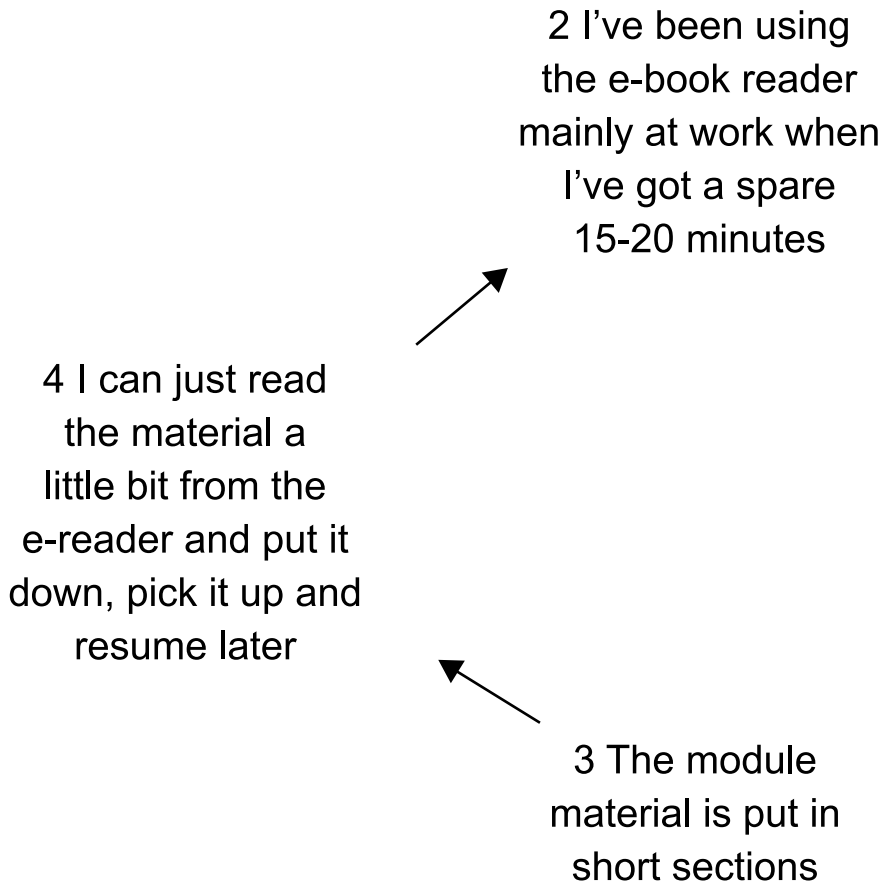 2 I’ve been using
the e-book reader
mainly at work when
I’ve got a spare
15-20 minutes
4 I can just read
the material a
little bit from the
e-reader and put it
down, pick it up and
resume later
3 The module
material is put in
short sections